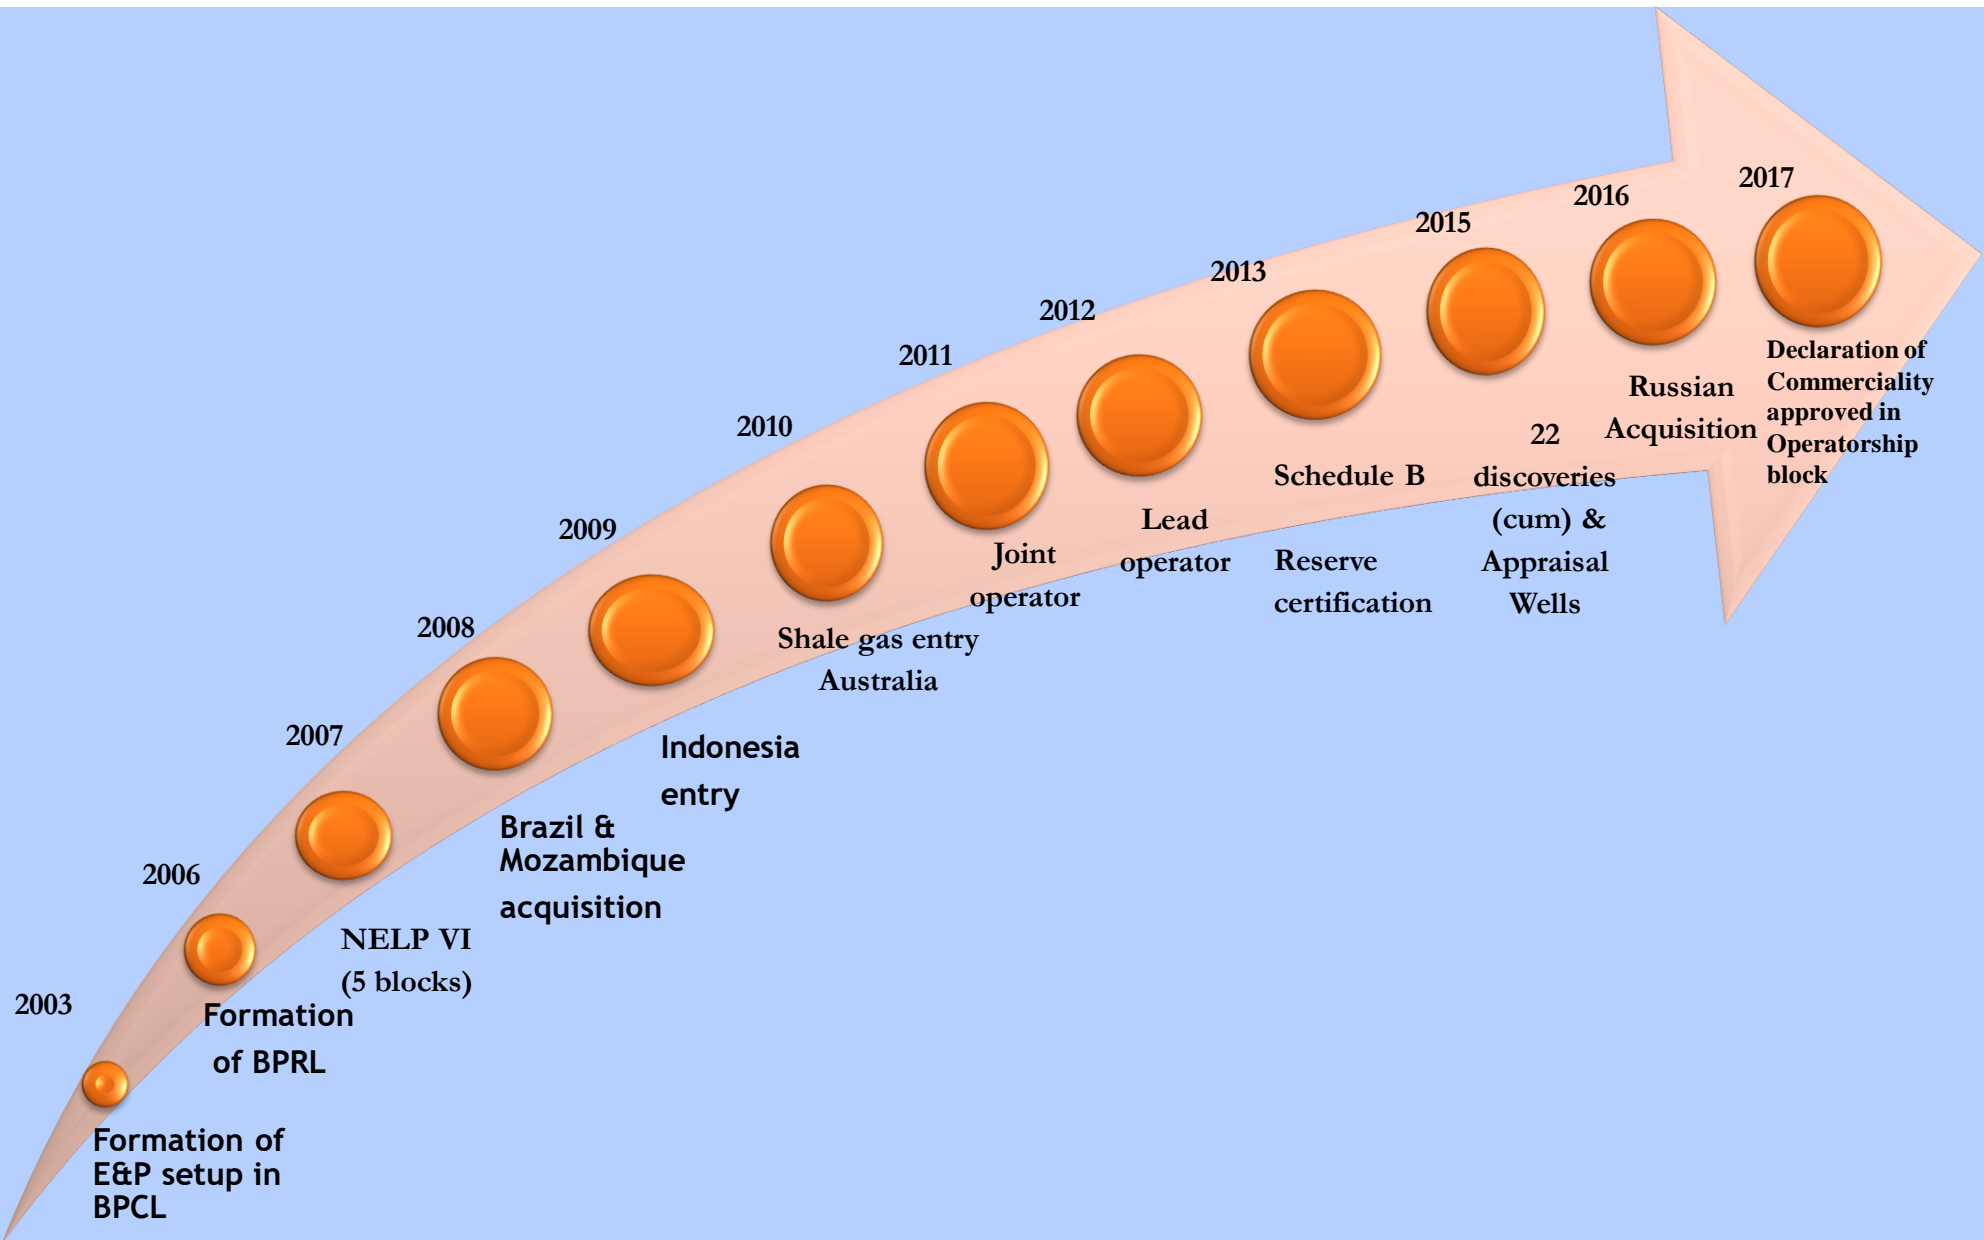 2003
Formation of
E&P setup in
BPCL
2006
Formation
of BPRL
2007
NELP VI
(5 blocks)
2008
Brazil &
Mozambique
acquisition
2009
Indonesia
entry
2010
Shale gas entry
Australia
2011
Joint
operator
2012
Lead
operator
2013
Schedule B
Reserve
certification
2015
22
discoveries
(cum) &
Appraisal
Wells
2016
Russian
Acquisition
2017
Declaration of
Commerciality
approved in
Operatorship
block